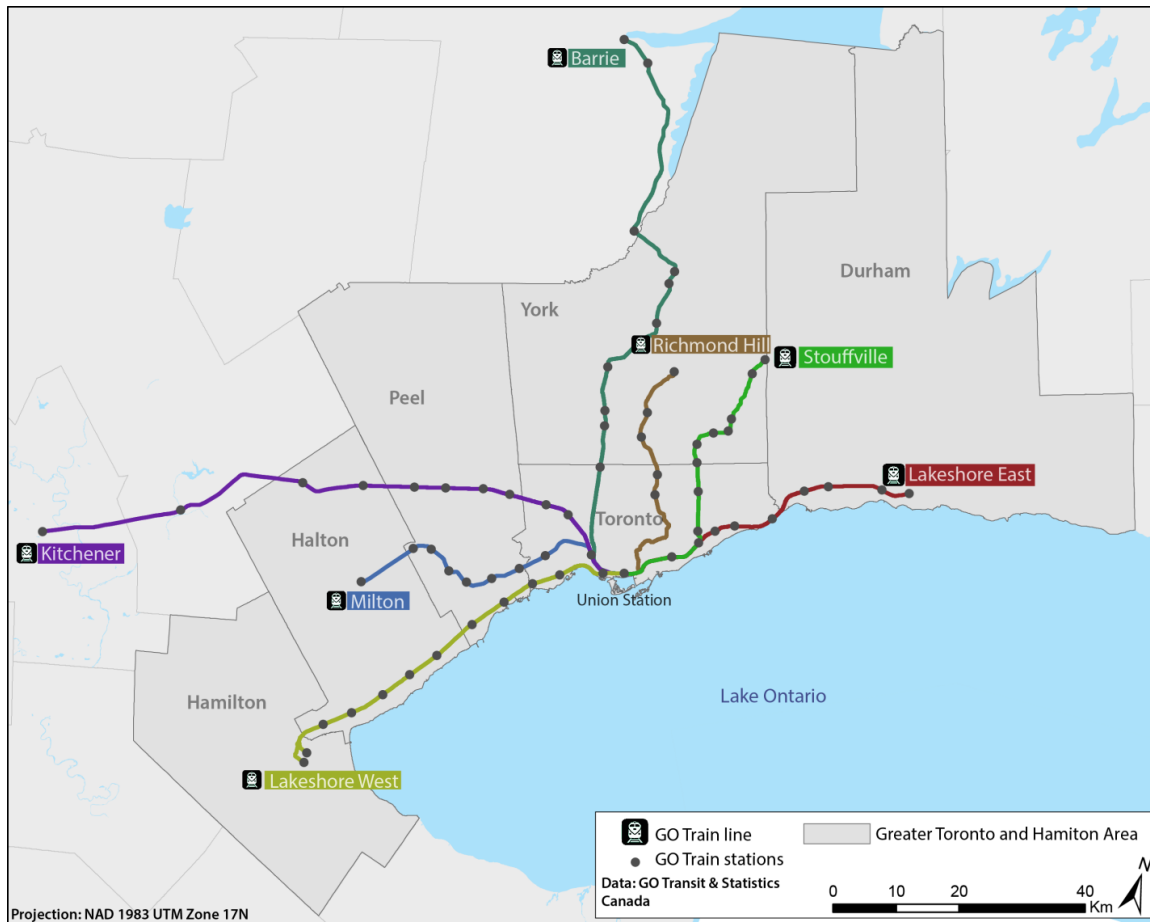 Barrie
Durham
York
Richmond Hill
Stouffville
Peel
Lakeshore East
Toronto
Halton
Kitchener
Milton
Union Station
Hamilton
Lake Ontario
Lakeshore West
GO Train line
Greater Toronto and Hamiton Area
GO Train stations
Data: GO Transit & Statistics
Canada
N
0 10 20 40
Km
Projection: NAD 1983 UTM Zone 17N